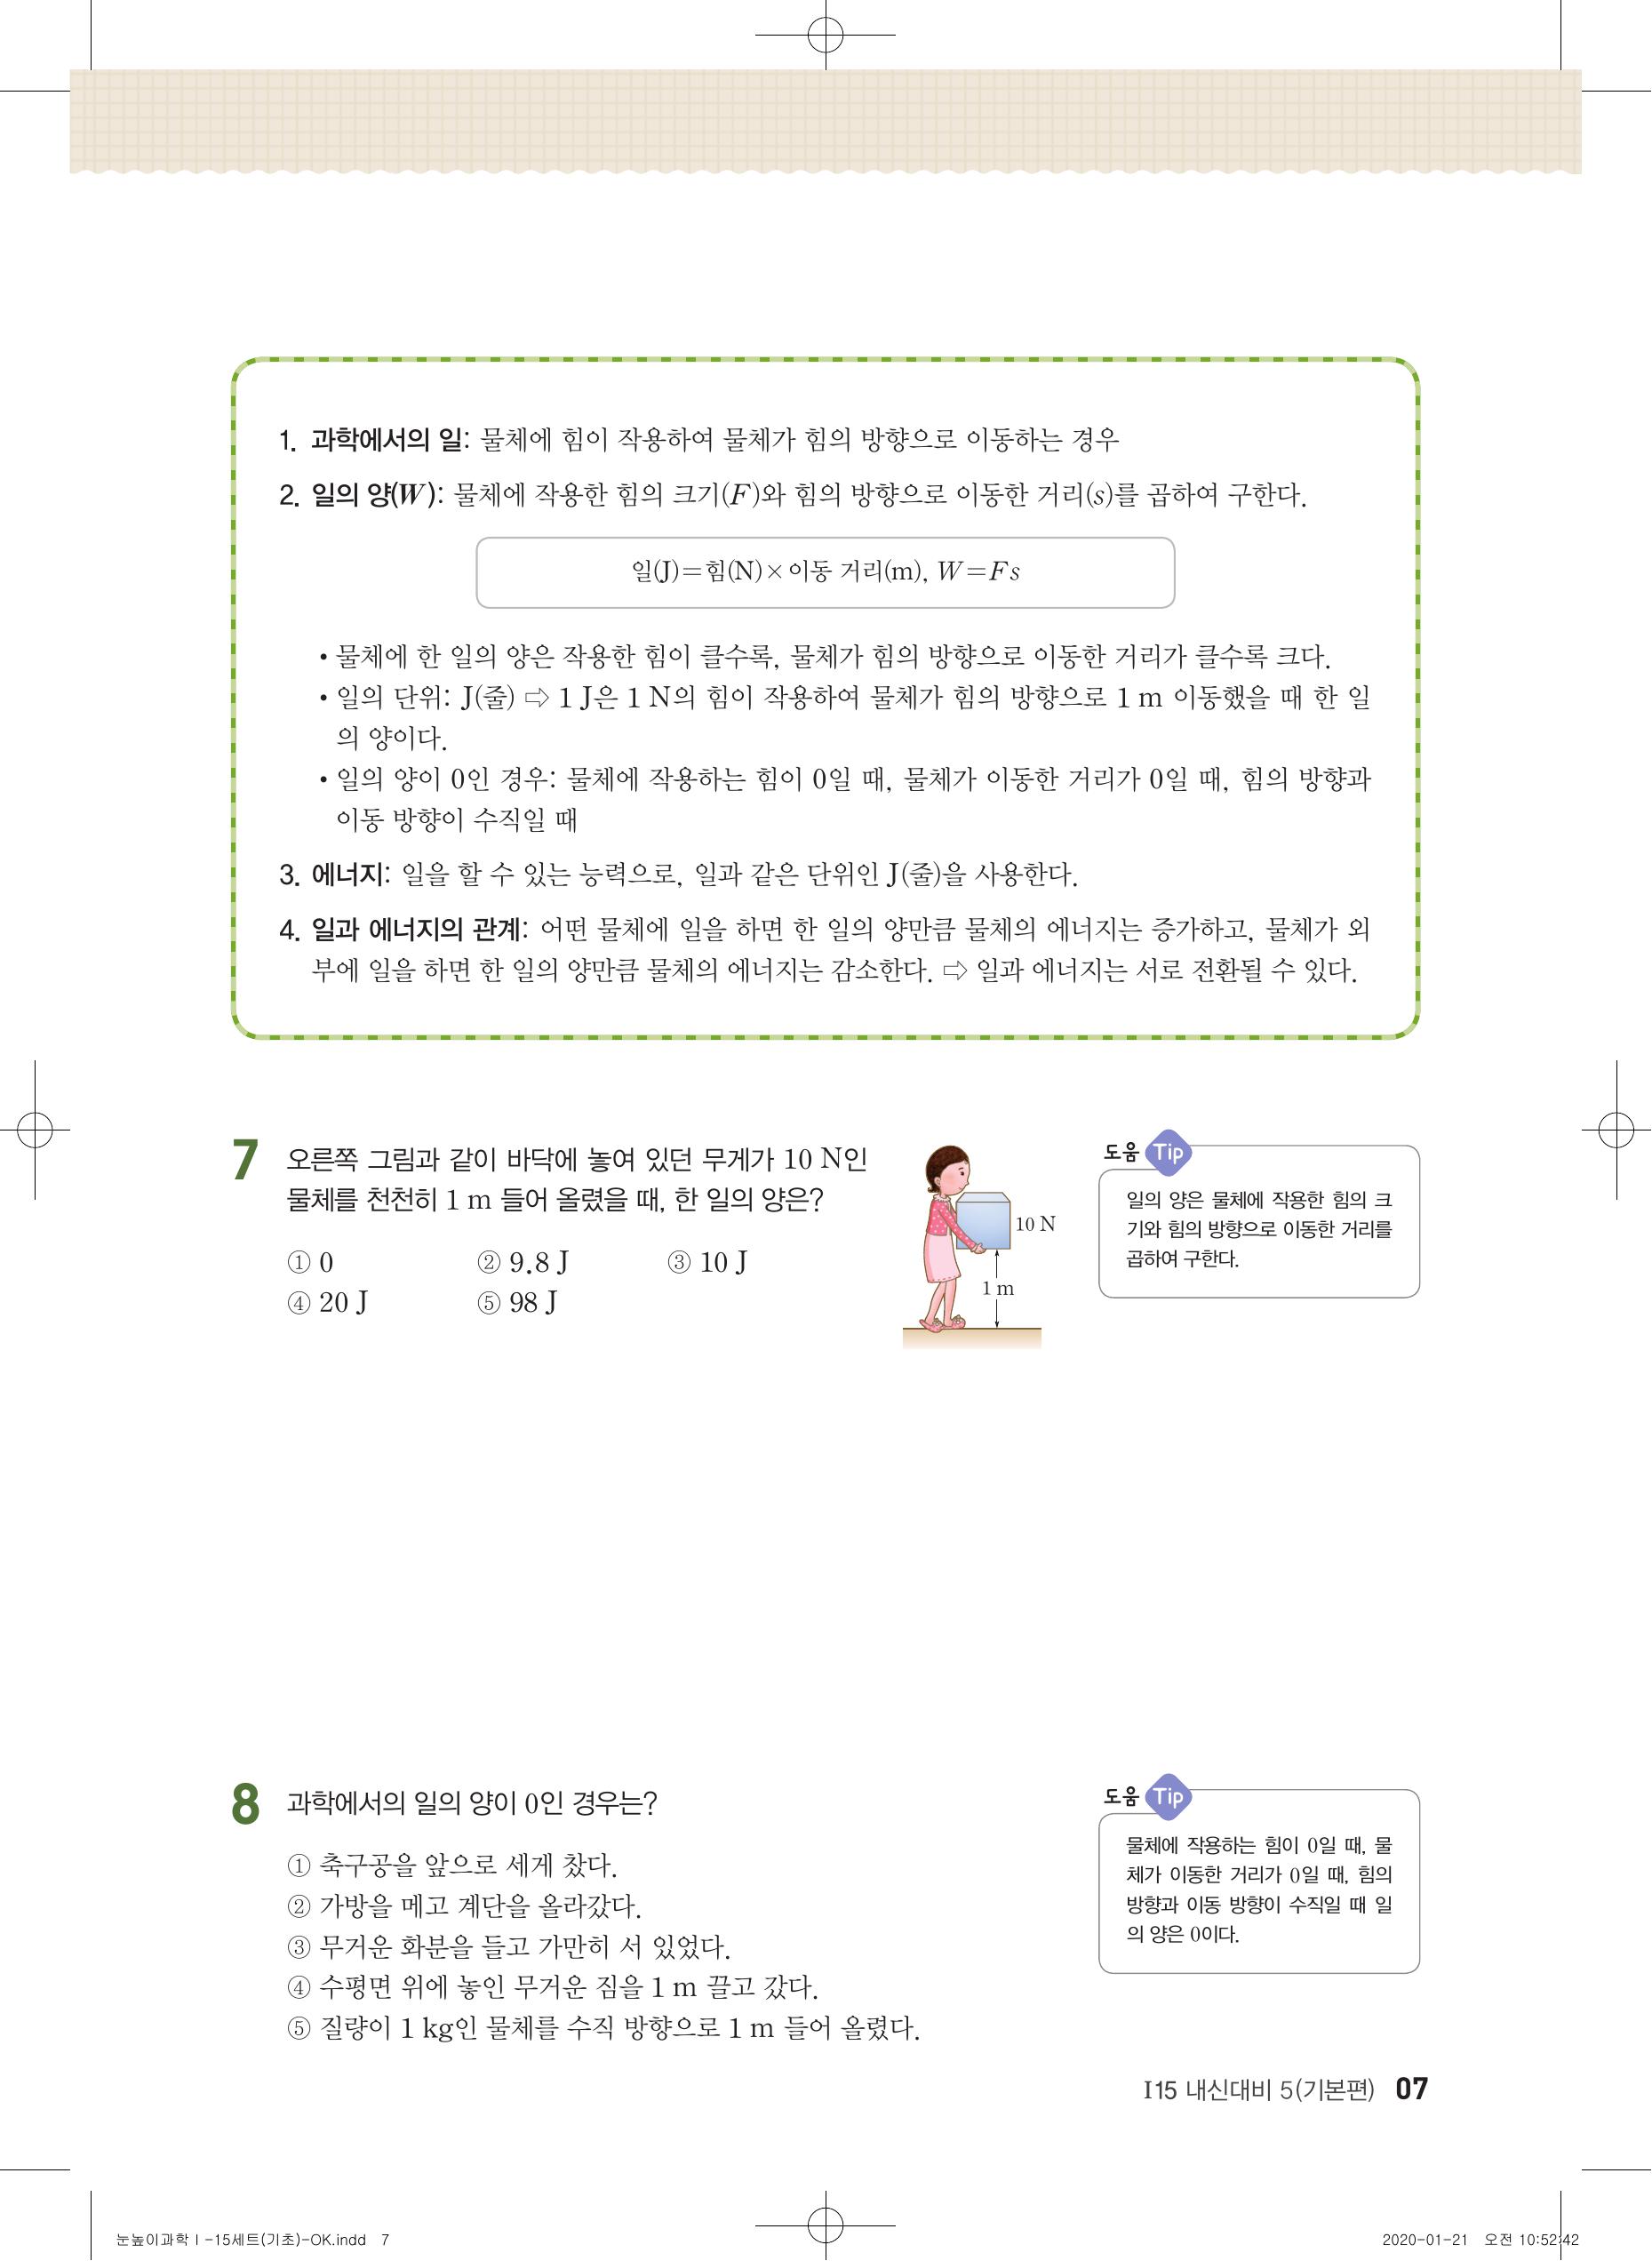 1. 과학에서의 일: 물체에 힘이 작용하여 물체가 힘의 방향으로 이동하는 경우
2. 일의 양(W): 물체에 작용한 힘의 크기(F)와 힘의 방향으로 이동한 거리(s)를 곱하여 구한다.
일(J)=힘(N)×이동 거리(m), W=Fs
• 물체에 한 일의 양은 작용한 힘이 클수록, 물체가 힘의 방향으로 이동한 거리가 클수록 크다.
• 일의 단위: J(줄) ⇨ 1 J은 1 N의 힘이 작용하여 물체가 힘의 방향으로 1 m 이동했을 때 한 일
의 양이다.
• 일의 양이 0인 경우: 물체에 작용하는 힘이 0일 때, 물체가 이동한 거리가 0일 때, 힘의 방향과
이동 방향이 수직일 때
3. 에너지: 일을 할 수 있는 능력으로, 일과 같은 단위인 J(줄)을 사용한다.
4. 일과 에너지의 관계: 어떤 물체에 일을 하면 한 일의 양만큼 물체의 에너지는 증가하고, 물체가 외
부에 일을 하면 한 일의 양만큼 물체의 에너지는 감소한다. ⇨ 일과 에너지는 서로 전환될 수 있다.
7 오른쪽 그림과 같이 바닥에 놓여 있던 무게가 10 N인
물체를 천천히 1 m 들어 올렸을 때, 한 일의 양은?
① 0 ② 9.8 J ③ 10 J
④ 20 J ⑤ 98 J
10 N
1 m
도움 Tip
일의 양은 물체에 작용한 힘의 크
기와 힘의 방향으로 이동한 거리를
곱하여 구한다.
8 과학에서의 일의 양이 0인 경우는?
① 축구공을 앞으로 세게 찼다.
② 가방을 메고 계단을 올라갔다.
③ 무거운 화분을 들고 가만히 서 있었다.
④ 수평면 위에 놓인 무거운 짐을 1 m 끌고 갔다.
⑤ 질량이 1 kg인 물체를 수직 방향으로 1 m 들어 올렸다.
도움 Tip
물체에 작용하는 힘이 0일 때, 물
체가 이동한 거리가 0일 때, 힘의
방향과 이동 방향이 수직일 때 일
의 양은 0이다.
I15 내신대비 5(기본편) 07
눈높이과학Ⅰ-15세트(기초)-OK.indd 7
2020-01-21 오전 10:52:42